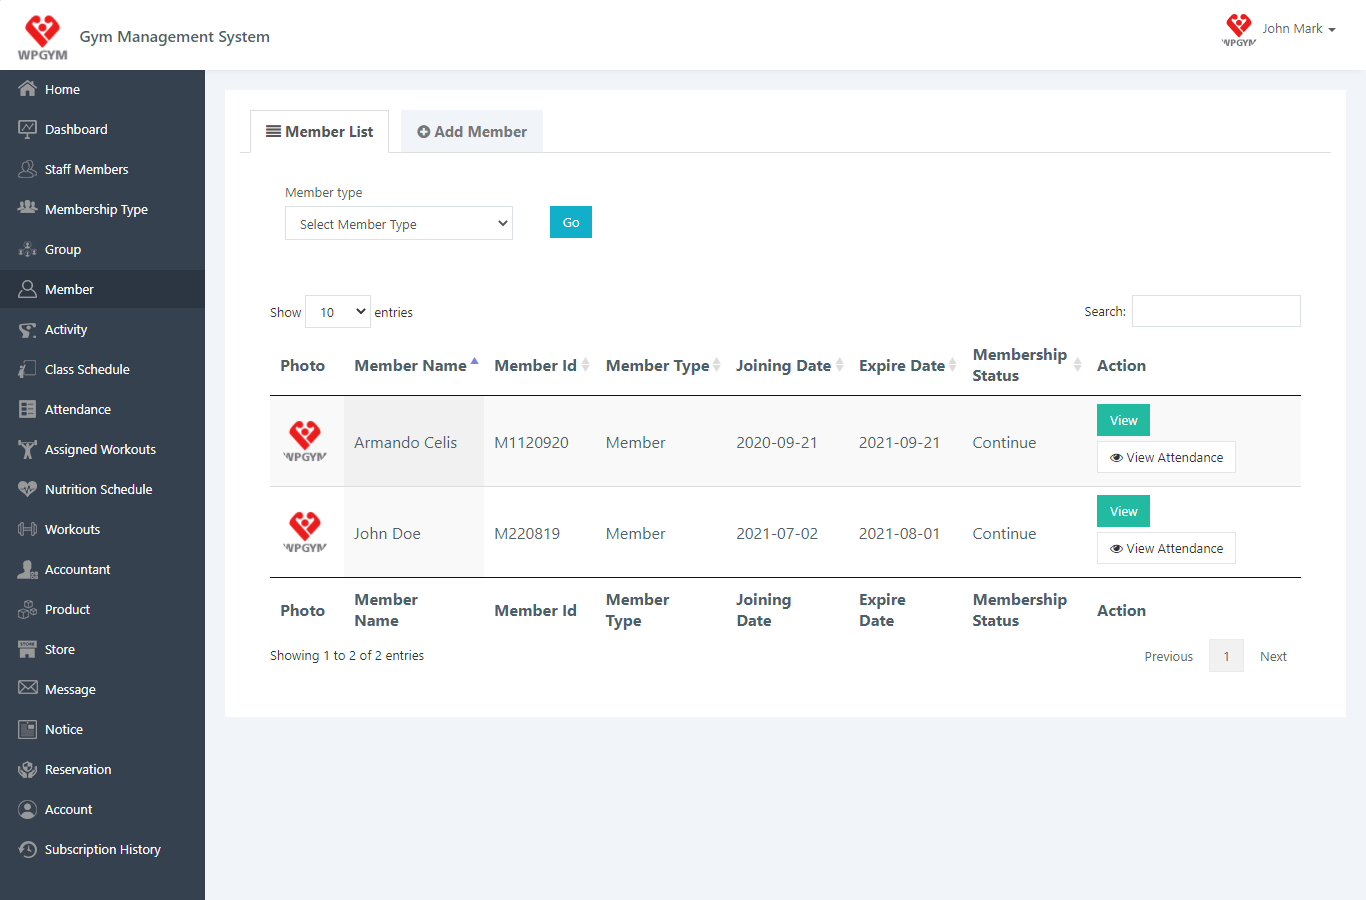 WPGYM
Gym Management System
WPGYM
John Mark
Home
Dashboard
Staff Members
Membership Type
Group
Member
Activity
Class Schedule
Attendance
Assigned Workouts
Nutrition Schedule
Workouts
Accountant
Product
STORE
Store
Message
Notice
Reservation
Account
Subscription History
Member List
Add Member
Member type
Select Member Type
Go
Show 10 entries
Search:
Photo Member Name Member Id Member Type Joining Date Expire Date Membership Status Action
WPGYM Armando Celis M1120920 Member 2020-09-21 2021-09-21 Continue View
View Attendance
WPGYM John Doe M220819 Member 2021-07-02 2021-08-01 Continue View
View Attendance
Photo Member Name Member Id Member Type Joining Date Expire Date Membership Status Action
Showing 1 to 2 of 2 entries
Previous 1 Next